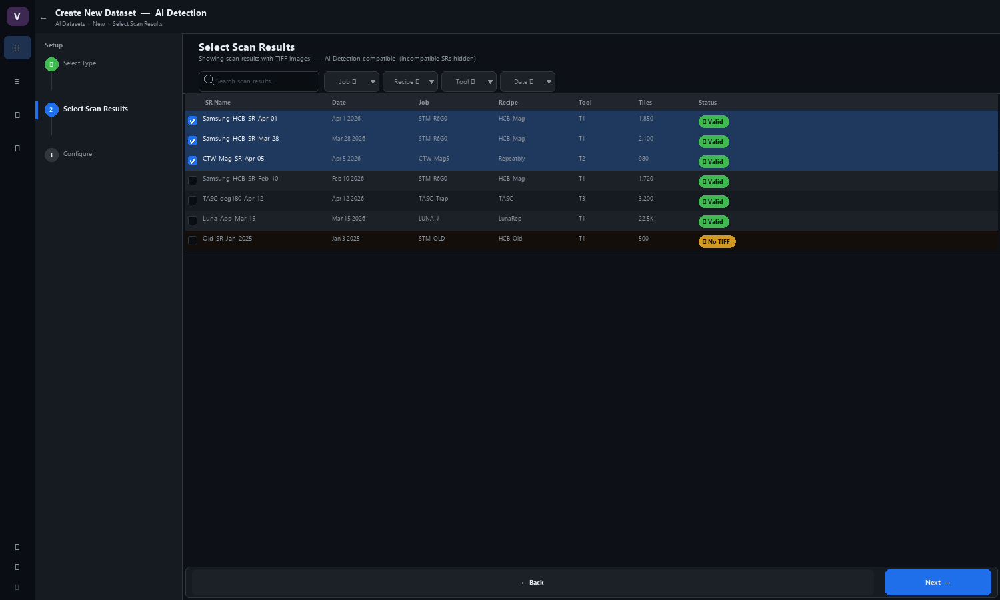 V
← Create New Dataset — AI Detection
AI Datasets › New › Select Scan Results
Setup
Select Type
2 Select Scan Results
3 Configure
Select Scan Results
Showing scan results with TIFF images — AI Detection compatible (incompatible SRs hidden)
Search scan results.. Job ▼ Recipe ▼ Tool ▼ Date ▼
SR Name Date Job Recipe Tool Tiles Status
Samsung_HCB_SR_Apr_01 Apr 1 2026 STM_R6G0 HCB_Mag T1 1,850 Valid
Samsung_HCB_SR_Mar_28 Mar 28 2026 STM_R6G0 HCB_Mag T1 2,100 Valid
CTW_Mag_SR_Apr_05 Apr 5 2026 CTW_Mag5 Repeatbly T2 980 Valid
Samsung_HCB_SR_Feb_10 Feb 10 2026 STM_R6G0 HCB_Mag T1 1,720 Valid
TASC_deg180_Apr_12 Apr 12 2026 TASC_Trap TASC T3 3,200 Valid
Luna_App_Mar_15 Mar 15 2026 LUNA_J LunaRep T1 22.5K Valid
Old_SR_Jan_2025 Jan 3 2025 STM_OLD HCB_Old T1 500 No TIFF
← Back Next →